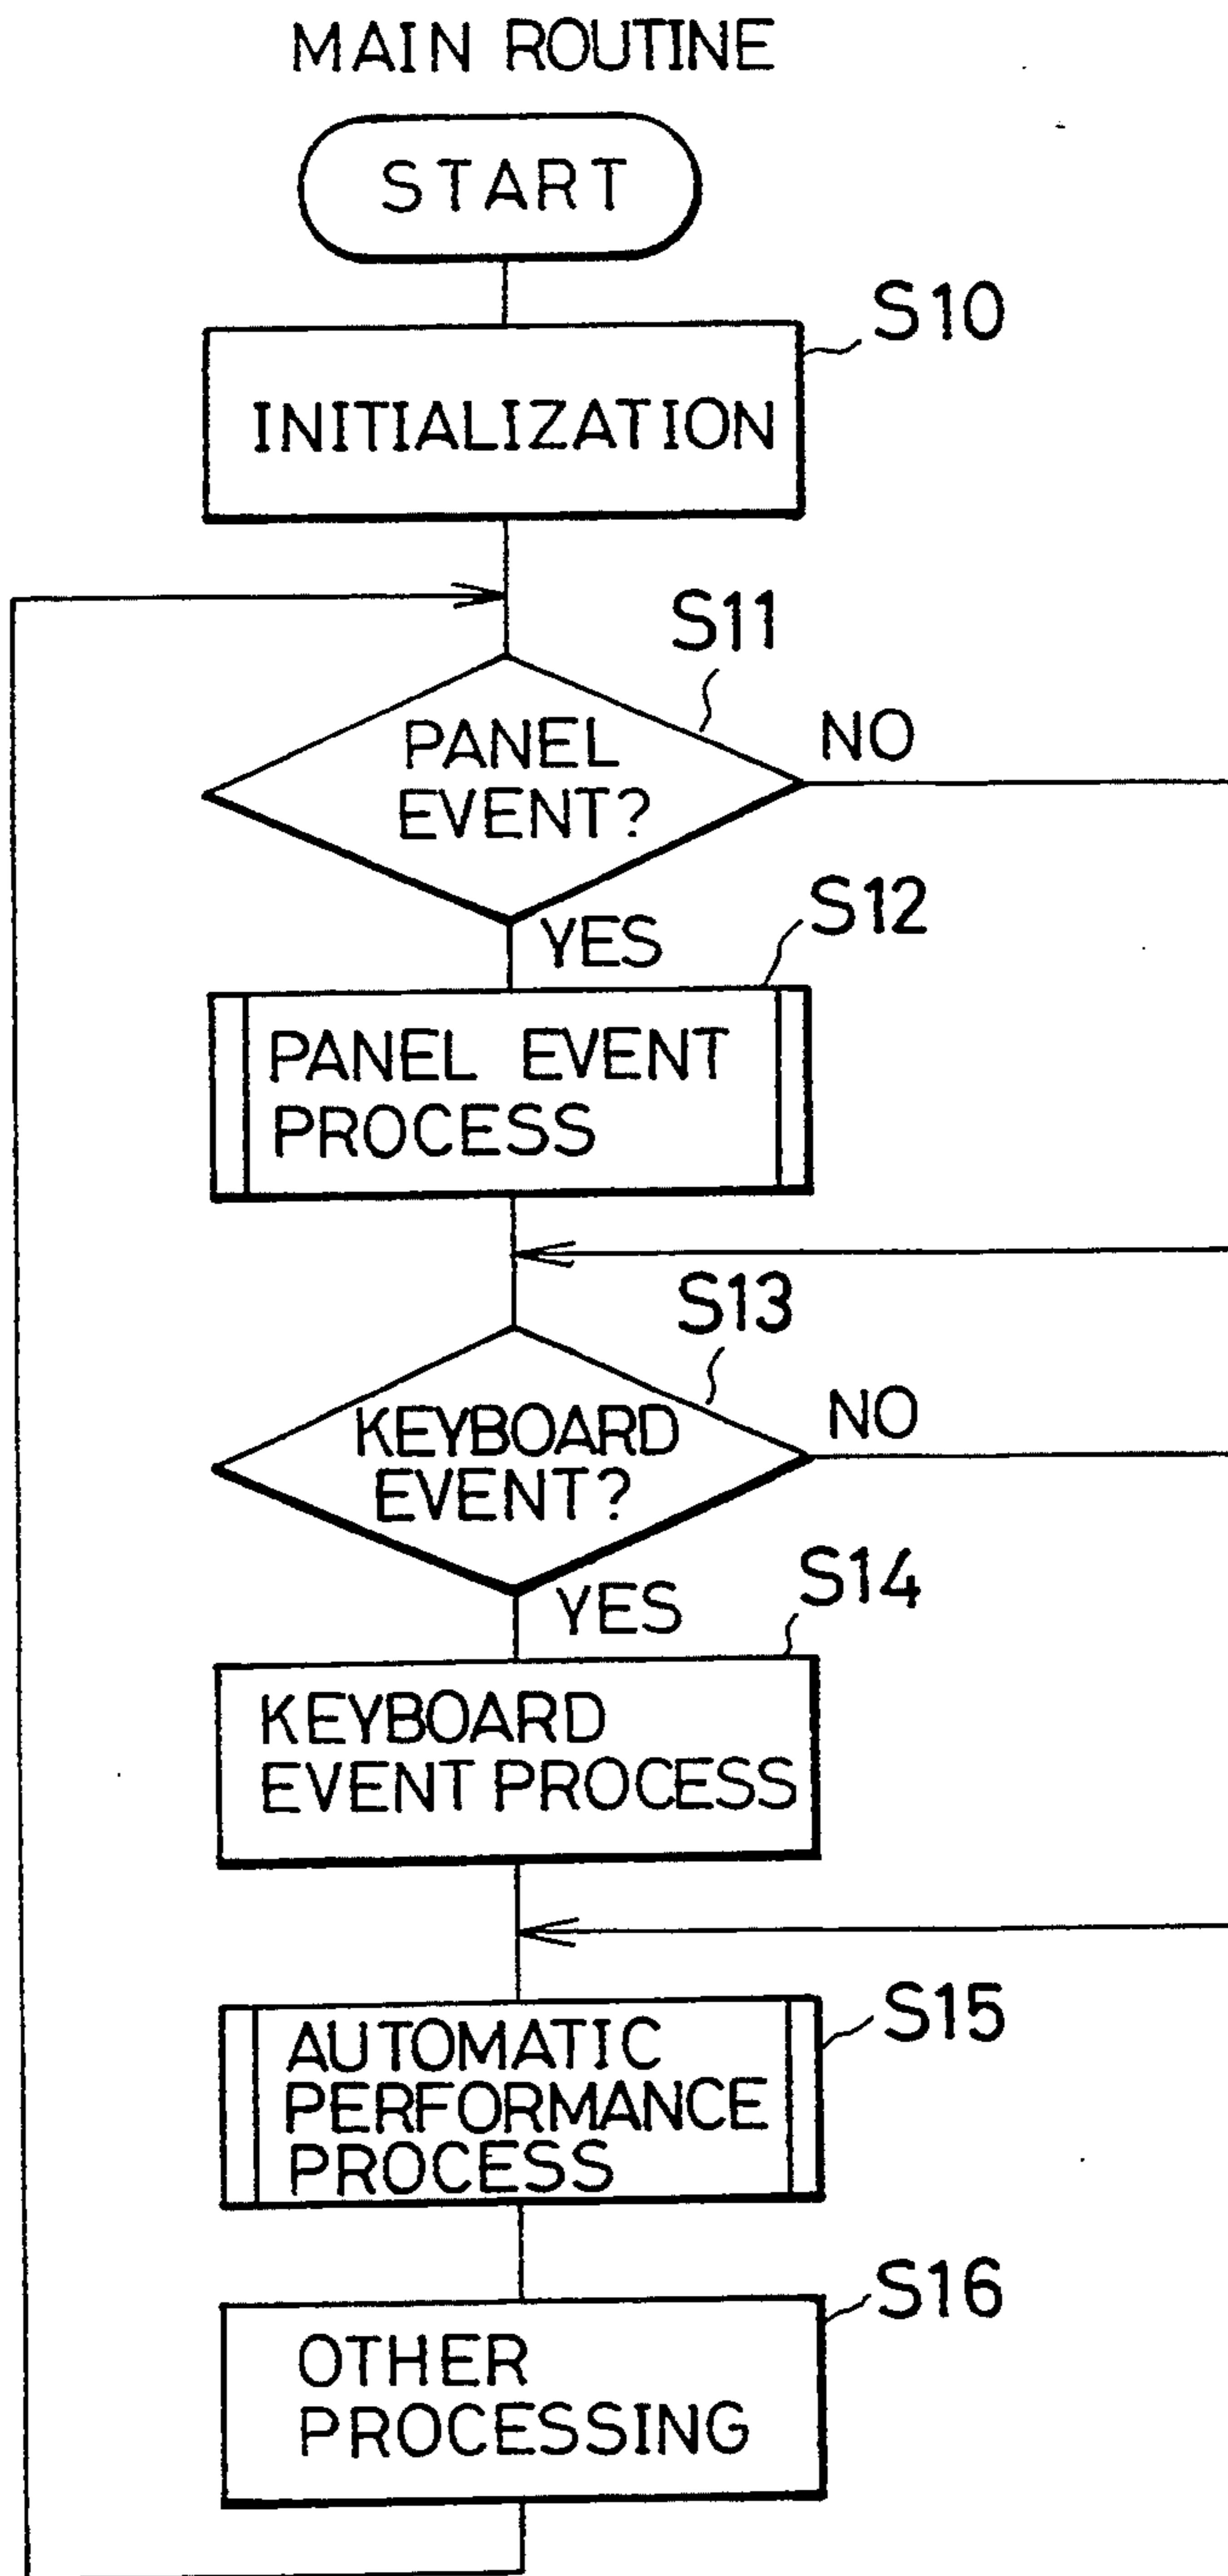 MAIN ROUTINE
START
S10
INITIALIZATION
S11
PANEL
EVENT?
NO
YES
S12
PANEL EVENT
PROCESS
S13
KEYBOARD
EVENT?
NO
YES
S14
KEYBOARD
EVENT PROCESS
S15
AUTOMATIC
PERFORMANCE
PROCESS
S16
OTHER
PROCESSING